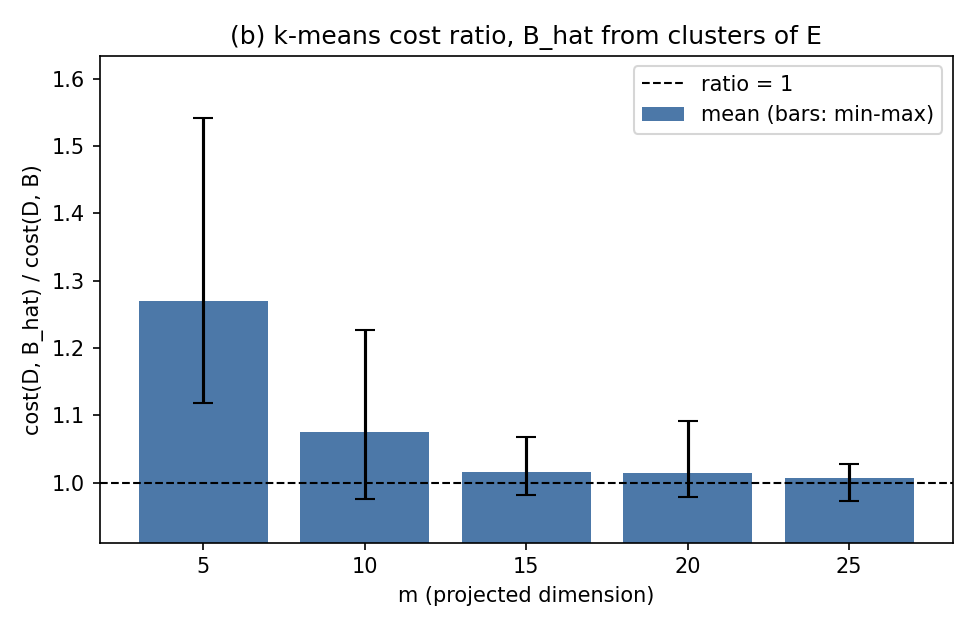 (b) k-means cost ratio, B_hat from clusters of E
ratio = 1
mean (bars: min-max)
cost(D, B_hat) / cost(D, B)
1.6
1.5
1.4
1.3
1.2
1.1
1.0
5 10 15 20 25
m (projected dimension)